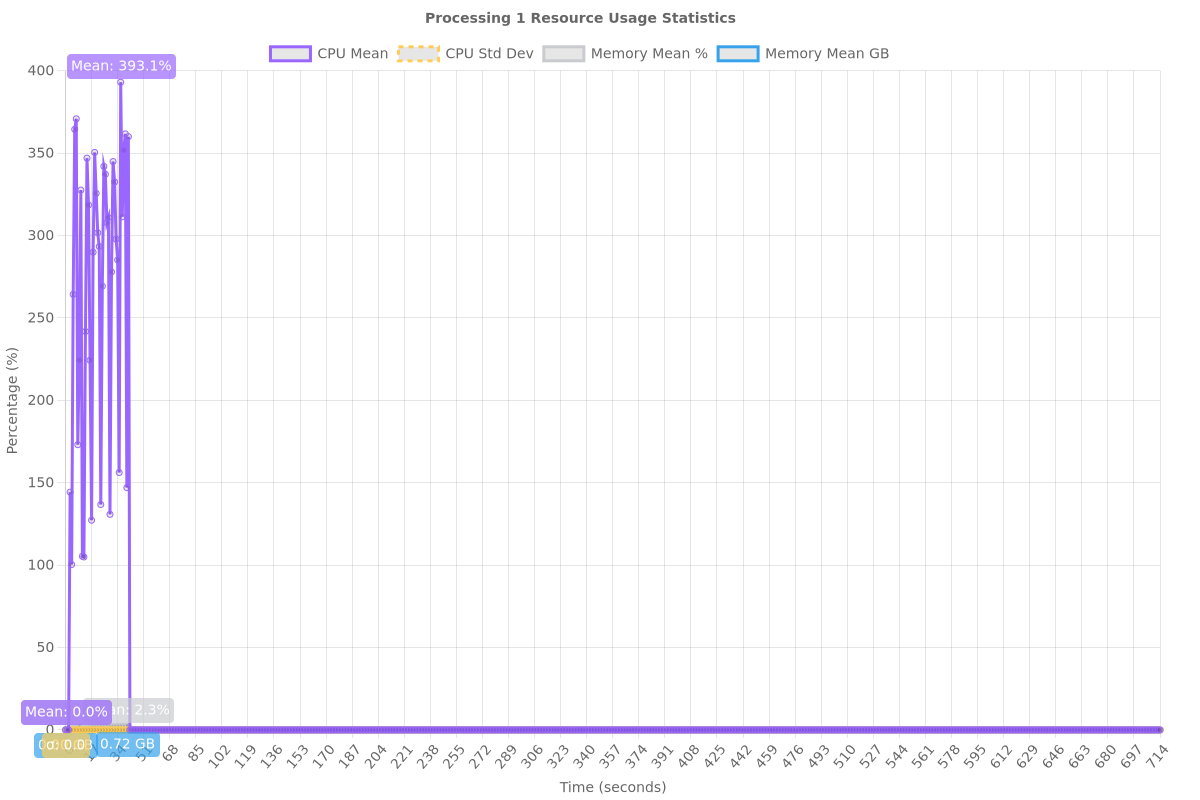 Processing 1 Resource Usage Statistics
CPU Mean CPU Std Dev Memory Mean % Memory Mean GB
Mean: 393.1%
400
350
300
250
200
150
100
50
0
Percentage (%)
Mean: 0.0%
2.3%
0.72 GB
68 85 102 119 136 153 170 187 204 221 238 255 272 289 306 323 340 357 374 391 408 425 442 459 476 493 510 527 544 561 578 595 612 629 646 663 680 697 714
Time (seconds)